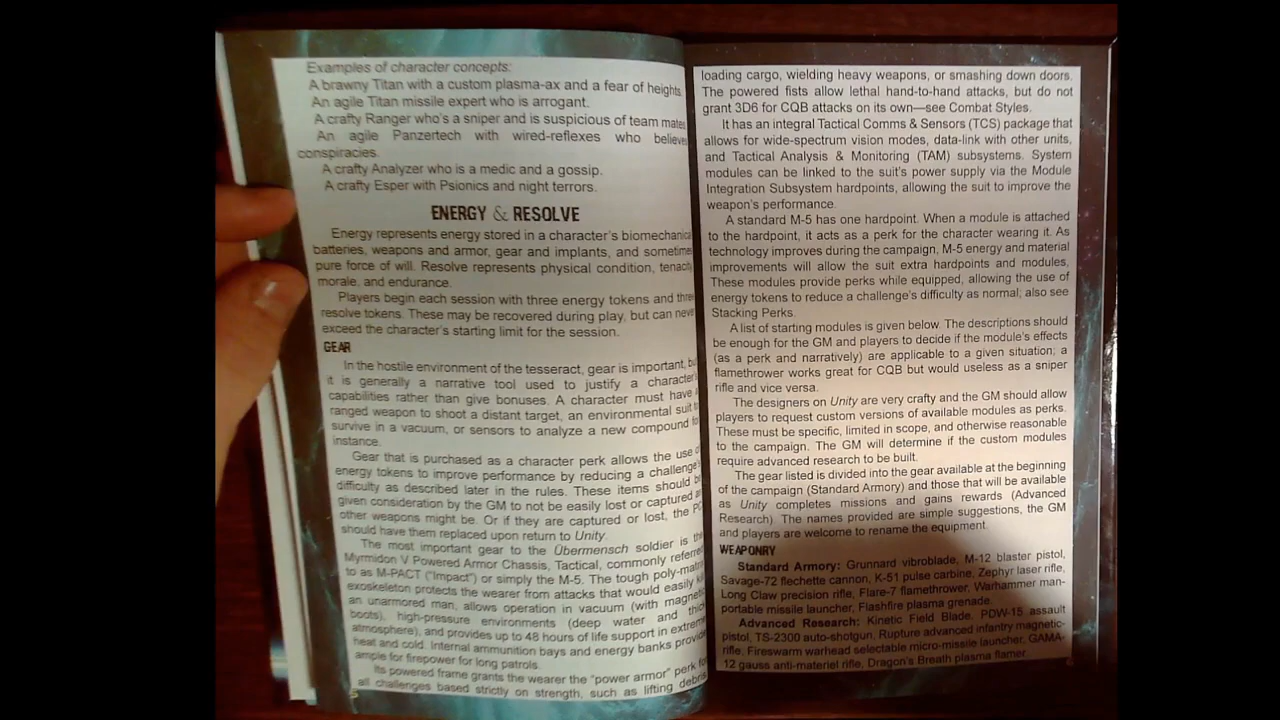 Examples of character concepts:
A brawny Titan with a custom plasma-ax and a fear of heights
An agile Titan missile expert who is arrogant.
A crafty Ranger who's a sniper and is suspicious of team mates
An agile Panzertech with wired-reflexes who believes
conspiracies.
A crafty Analyzer who is a medic and a gossip.
A crafty Esper with Psionics and night terrors.
ENERGY & RESOLVE
Energy represents energy stored in a character's biomechanical
batteries, weapons and armor, gear and implants, and sometimes
pure force of will. Resolve represents physical condition, tenacity
morale, and endurance.
Players begin each session with three energy tokens and three
resolve tokens. These may be recovered during play, but can never
exceed the character's starting limit for the session.
GEAR
In the hostile environment of the tesseract, gear is important, but
it is generally a narrative tool used to justify a character's
capabilities rather than give bonuses. A character must have a
ranged weapon to shoot a distant target, an environmental suit to
survive in a vacuum, or sensors to analyze a new compound for
instance.
Gear that is purchased as a character perk allows the use of
energy tokens to improve performance by reducing a challenge's
difficulty as described later in the rules. These items should be
given consideration by the GM to not be easily lost or captured as
other weapons might be. Or if they are captured or lost, the PC
should have them replaced upon return to Unity.
The most important gear to the Übermensch soldier is the
Myrmidon V Powered Armor Chassis, Tactical, commonly referred
to as M-PACT ("Impact") or simply the M-5. The tough poly-matrix
exoskeleton protects the wearer from attacks that would easily kill
an unarmored man, allows operation in vacuum (with magnetic
boots), high-pressure environments (deep water and thick
atmosphere), and provides up to 48 hours of life support in extreme
heat and cold. Internal ammunition bays and energy banks provide
ample for firepower for long patrols.
Its powered frame grants the wearer the "power armor" perk for
all challenges based strictly on strength, such as lifting debris,
5
loading cargo, wielding heavy weapons, or smashing down doors.
The powered fists allow lethal hand-to-hand attacks, but do not
grant 3D6 for CQB attacks on its own—see Combat Styles.
It has an integral Tactical Comms & Sensors (TCS) package that
allows for wide-spectrum vision modes, data-link with other units,
and Tactical Analysis & Monitoring (TAM) subsystems. System
modules can be linked to the suit's power supply via the Module
Integration Subsystem hardpoints, allowing the suit to improve the
weapon's performance.
A standard M-5 has one hardpoint. When a module is attached
to the hardpoint, it acts as a perk for the character wearing it. As
technology improves during the campaign, M-5 energy and material
improvements will allow the suit extra hardpoints and modules,
These modules provide perks while equipped, allowing the use of
energy tokens to reduce a challenge's difficulty as normal; also see
Stacking Perks.
A list of starting modules is given below. The descriptions should
be enough for the GM and players to decide if the module's effects
(as a perk and narratively) are applicable to a given situation; a
flamethrower works great for CQB but would useless as a sniper
rifle and vice versa.
The designers on Unity are very crafty and the GM should allow
players to request custom versions of available modules as perks.
These must be specific, limited in scope, and otherwise reasonable
to the campaign. The GM will determine if the custom modules
require advanced research to be built.
The gear listed is divided into the gear available at the beginning
of the campaign (Standard Armory) and those that will be available
as Unity completes missions and gains rewards (Advanced
Research) The names provided are simple suggestions, the GM
and players are welcome to rename the equipment.
WEAPONRY
Standard Armory: Grunnard vibroblade, M-12 blaster pistol,
Savage-72 flechette cannon, K-51 pulse carbine, Zephyr laser rifle,
Long Claw precision rifle, Flare-7 flamethrower, Warhammer man-
portable missile launcher, Flashfire plasma grenade.
Advanced Research: Kinetic Field Blade, PDW-15 assault
pistol, TS-2300 auto-shotgun, Rupture advanced infantry magnetic-
rifle, Fireswarm warhead selectable micro-missile launcher, GAMA-
12 gauss anti-materiel rifle, Dragon's Breath plasma flamer.